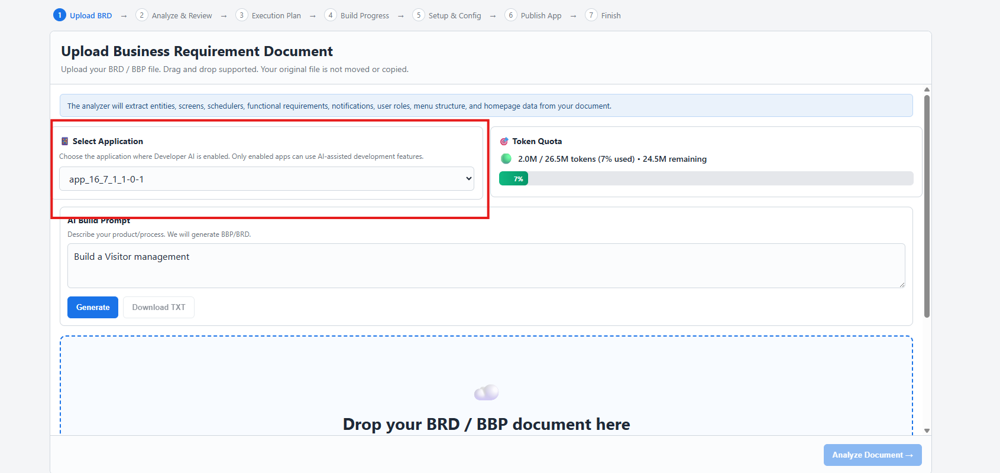 1 Upload BRD → 2 Analyze & Review → 3 Execution Plan → 4 Build Progress → 5 Setup & Config → 6 Publish App → 7 Finish
Upload Business Requirement Document
Upload your BRD / BBP file. Drag and drop supported. Your original file is not moved or copied.
The analyzer will extract entities, screens, schedulers, functional requirements, notifications, user roles, menu structure, and homepage data from your document.
Select Application
Choose the application where Developer AI is enabled. Only enabled apps can use AI-assisted development features.
app_16_7_1_1-0-1
Token Quota
2.0M / 26.5M tokens (7% used) • 24.5M remaining
7%
AI Build Prompt
Describe your product/process. We will generate BBP/BRD.
Build a Visitor management
Generate
Download TXT
Drop your BRD / BBP document here
Analyze Document →